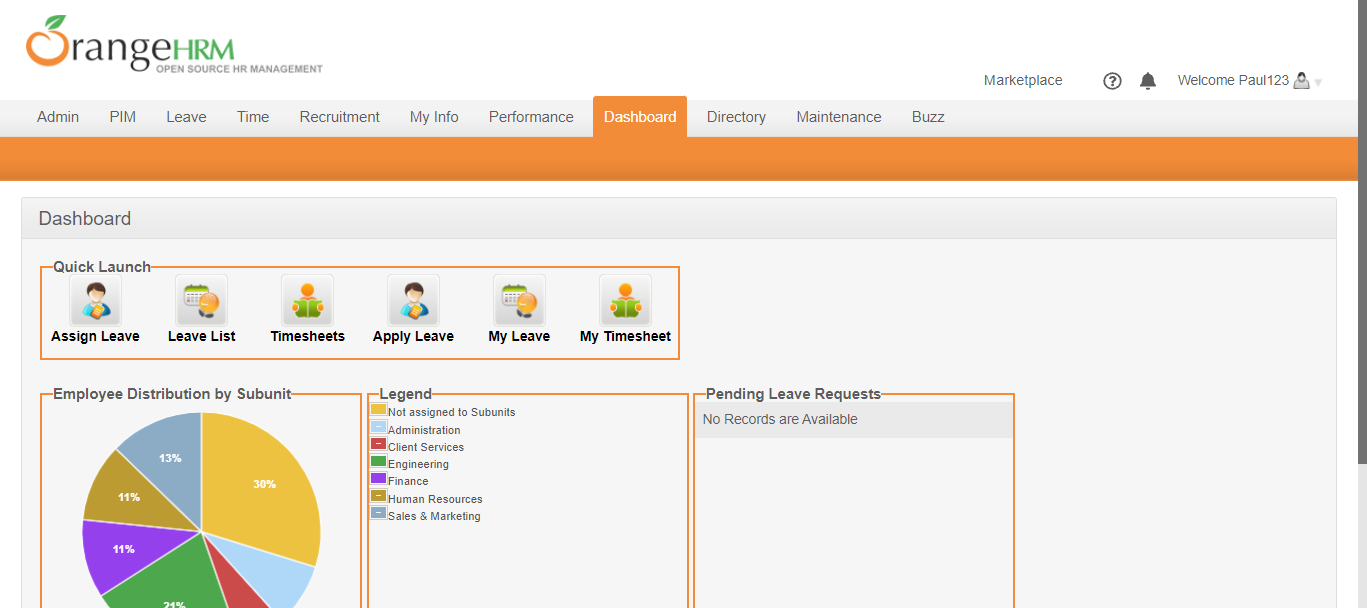 OrangeHRM
OPEN SOURCE HR MANAGEMENT
Marketplace ? Welcome Paul123
Admin PIM Leave Time Recruitment My Info Performance Dashboard Directory Maintenance Buzz
Dashboard
Quick Launch
Assign Leave Leave List Timesheets Apply Leave My Leave My Timesheet
Employee Distribution by Subunit
13%
30%
11%
11%
21%
Legend
Not assigned to Subunits
Administration
Client Services
Engineering
Finance
Human Resources
Sales & Marketing
Pending Leave Requests
No Records are Available